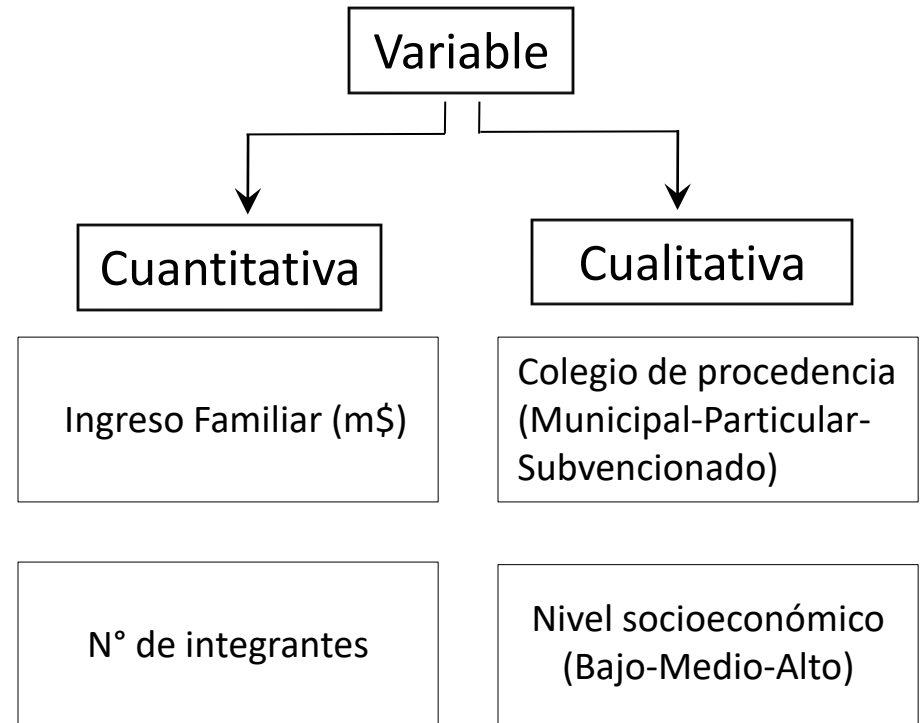 Variable
Cuantitativa
Cualitativa
Ingreso Familiar (m$)
Colegio de procedencia
(Municipal-Particular-
Subvencionado)
N° de integrantes
Nivel socioeconómico
(Bajo-Medio-Alto)